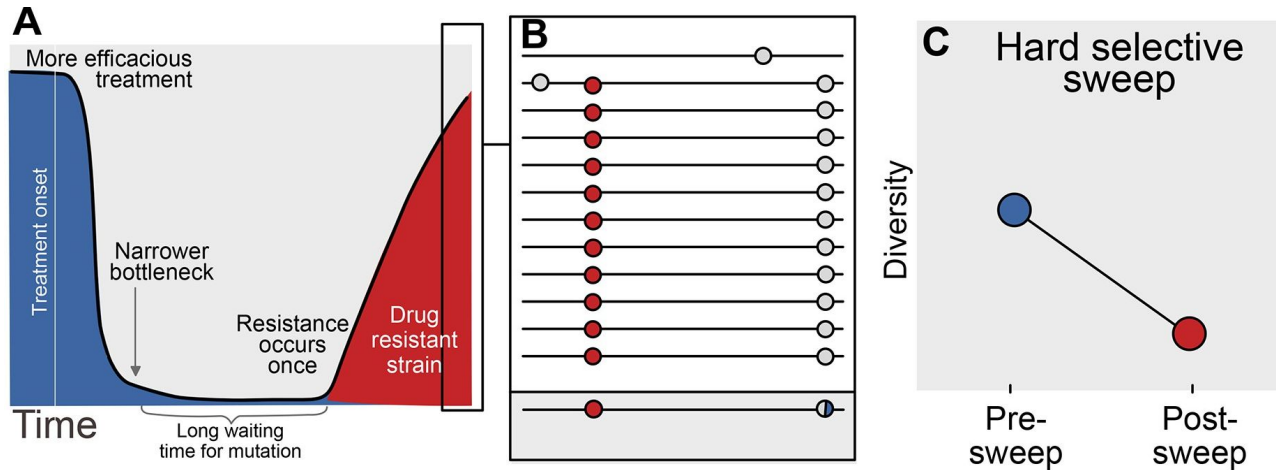 A
More efficacious
treatment
Treatment onset
Narrower
bottleneck
Resistance
occurs
once
Drug
resistant
strain
Time
Long waiting
time for mutation
B
C
Hard selective
sweep
Diversity
Pre-
sweep
Post-
sweep